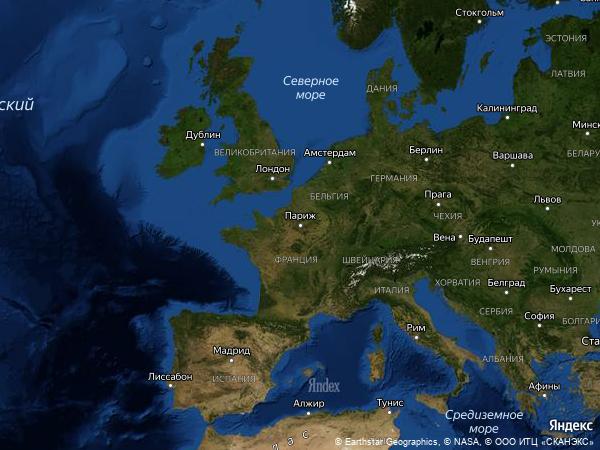 Стокгольм
ЭСТОНИЯ
ЛАТВИЯ
Северное
море
ДАНИЯ
ский
Калининград
Минск
Дублин
ВЕЛИКОБРИТАНИЯ
Амстердам
Берлин
Варшава
БЕЛАРУ
Лондон
ГЕРМАНИЯ
БЕЛЬГИЯ
Прага
Львов
Париж
ЧЕХИЯ
Вена
Будапешт
МОЛДОВА
ФРАНЦИЯ
ШВЕЙЦАРИЯ
ВЕНГРИЯ
РУМЫНИЯ
ХОРВАТИЯ
Белград
ИТАЛИЯ
Бухарест
СЕРБИЯ
София
БОЛГАРИ
Рим
Ста
Мадрид
АЛБАНИЯ
Лиссабон
ИСПАНИЯ
Яndex
Афины
Алжир
Тунис
Средиземное
море
Яндекс
© Earthstar Geographics, © NASA, © ООО ИТЦ «СКАНЭКС»